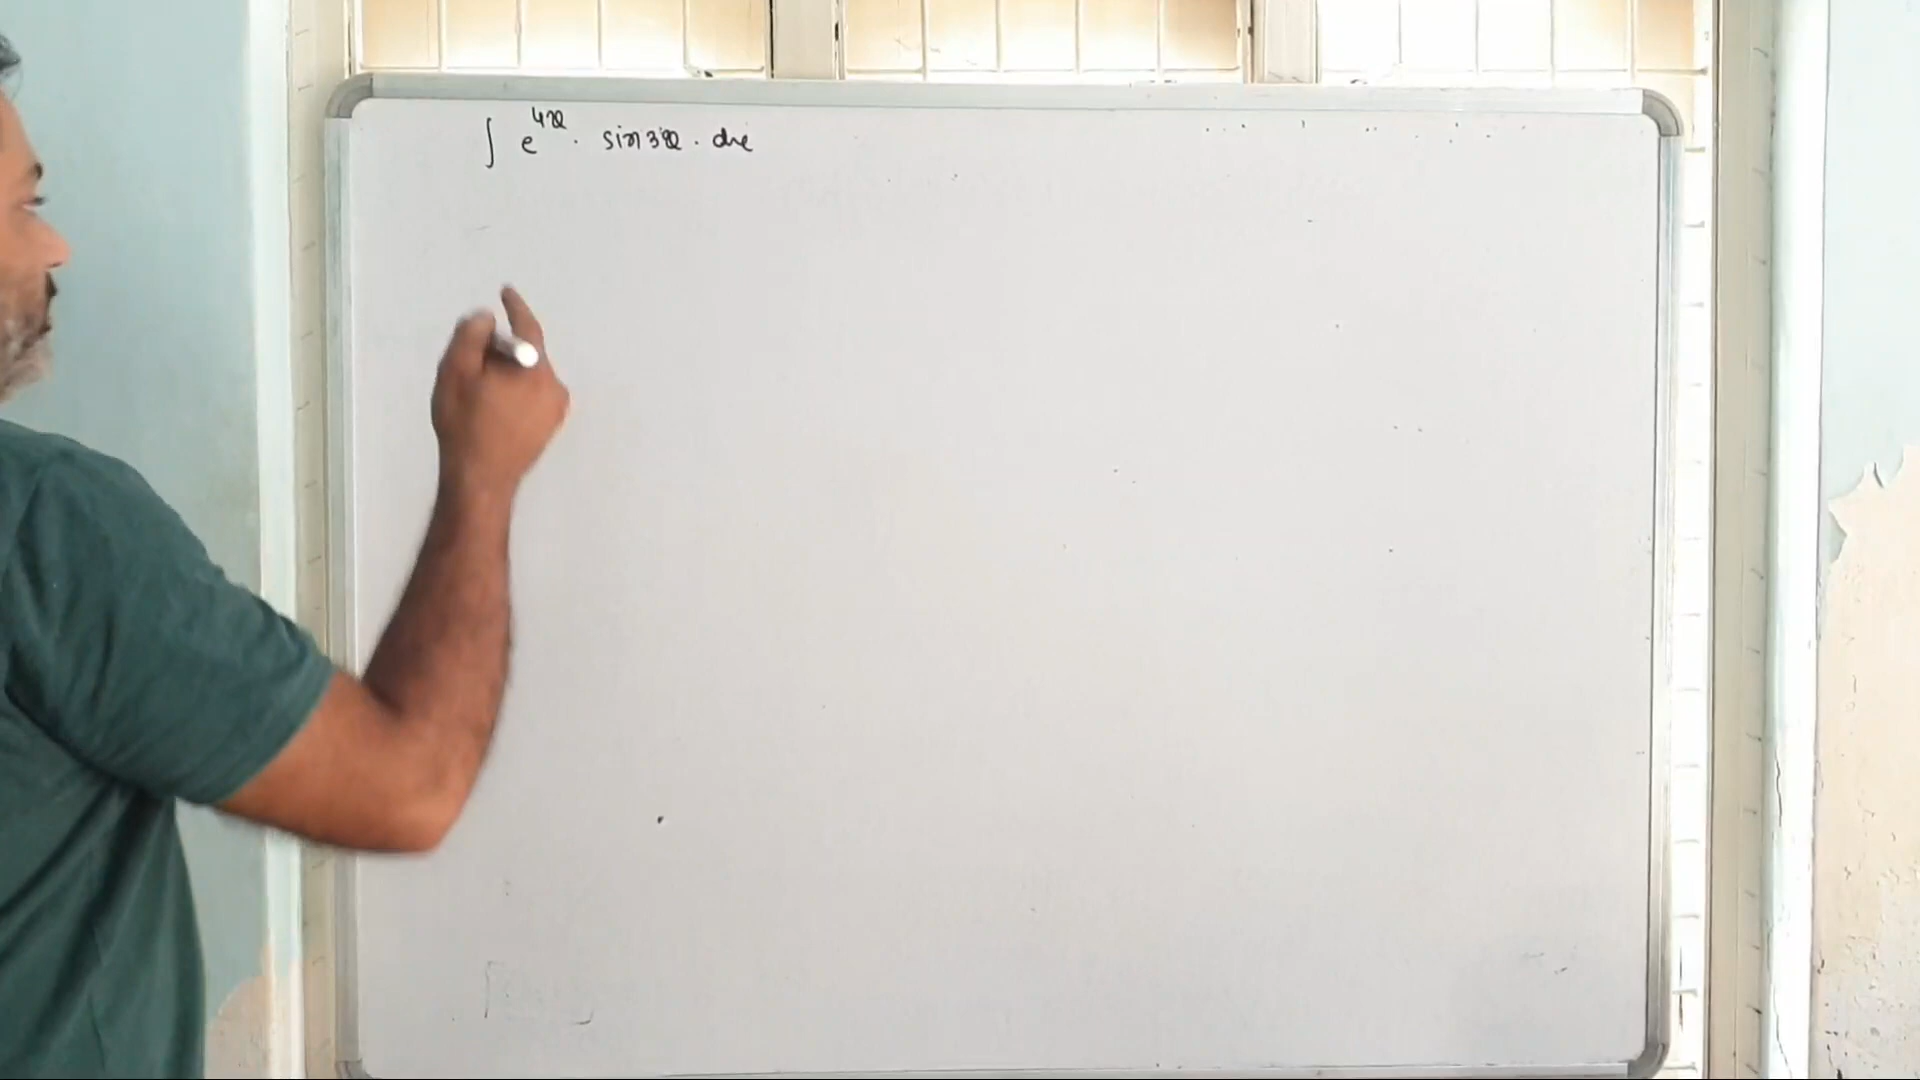 ∫ e^{4x} · sin3x · dx